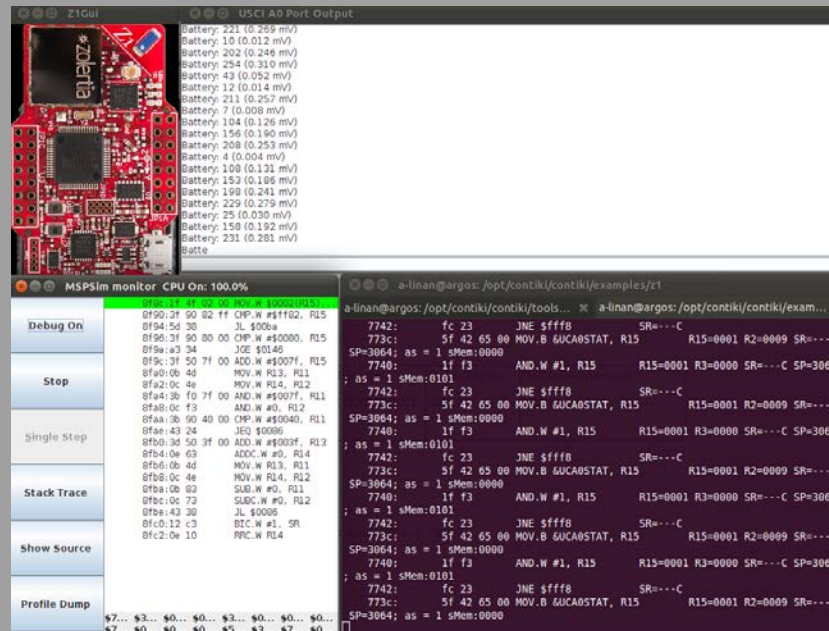 Z1Gui
USCI A0 Port Output
Battery: 221 (0.269 mV)
Battery: 10 (0.012 mV)
Battery: 202 (0.246 mV)
Battery: 254 (0.310 mV)
Battery: 43 (0.052 mV)
Battery: 12 (0.014 mV)
Battery: 211 (0.257 mV)
Battery: 7 (0.008 mV)
Battery: 104 (0.126 mV)
Battery: 156 (0.190 mV)
Battery: 208 (0.253 mV)
Battery: 4 (0.004 mV)
Battery: 108 (0.131 mV)
Battery: 153 (0.186 mV)
Battery: 198 (0.241 mV)
Battery: 229 (0.279 mV)
Battery: 25 (0.030 mV)
Battery: 158 (0.192 mV)
Battery: 231 (0.281 mV)
Batte
zolertia
Z1
MSPSim monitor CPU On: 100.0%
Debug On
Stop
Single Step
Stack Trace
Show Source
Profile Dump
8f8c:1f 4f 02 00 MOV.W $0002(R15)...
8f90:3f 90 82 ff CMP.W #$ff82, R15
8f94:5d 38 JL $00ba
8f96:3f 90 80 00 CMP.W #$0080, R15
8f9a:a3 34 JGE $0146
8f9c:3f 50 7f 00 ADD.W #$007f, R15
8fa0:0b 4d MOV.W R13, R11
8fa2:0c 4e MOV.W R14, R12
8fa4:3b f0 7f 00 AND.W #$007f, R11
8fa8:0c f3 AND.W #0, R12
8faa:3b 90 40 00 CMP.W #$0040, R11
8fae:43 24 JEQ $0086
8fb0:3d 50 3f 00 ADD.W #$003f, R13
8fb4:0e 63 ADDC.W #0, R14
8fb6:0b 4d MOV.W R13, R11
8fb8:0c 4e MOV.W R14, R12
8fba:0b 83 SUB.W #0, R11
8fbc:0c 73 SUBC.W #0, R12
8fbe:43 38 JL $0086
8fc0:12 c3 BIC.W #1, SR
8fc2:0e 10 RRC.W R14
$7... $3... $0... $0... $3... $0... $0... $0...
a-linan@argos: /opt/contiki/contiki/examples/z1
a-linan@argos: /opt/contiki/contiki/tools... a-linan@argos: /opt/contiki/contiki/exam...
7742: fc 23 JNE $fff8 SR=---C
773c: 5f 42 65 00 MOV.B &UCA0STAT, R15 R15=0001 R2=0009 SR=---
SP=3064; as = 1 sMem:0000
7740: 1f f3 AND.W #1, R15 R15=0001 R3=0000 SR=---C SP=306
; as = 1 sMem:0101
7742: fc 23 JNE $fff8 SR=---C
773c: 5f 42 65 00 MOV.B &UCA0STAT, R15 R15=0001 R2=0009 SR=---
SP=3064; as = 1 sMem:0000
7740: 1f f3 AND.W #1, R15 R15=0001 R3=0000 SR=---C SP=306
; as = 1 sMem:0101
7742: fc 23 JNE $fff8 SR=---C
773c: 5f 42 65 00 MOV.B &UCA0STAT, R15 R15=0001 R2=0009 SR=---
SP=3064; as = 1 sMem:0000
7740: 1f f3 AND.W #1, R15 R15=0001 R3=0000 SR=---C SP=306
; as = 1 sMem:0101
7742: fc 23 JNE $fff8 SR=---C
773c: 5f 42 65 00 MOV.B &UCA0STAT, R15 R15=0001 R2=0009 SR=---
SP=3064; as = 1 sMem:0000
7740: 1f f3 AND.W #1, R15 R15=0001 R3=0000 SR=---C SP=306
; as = 1 sMem:0101
7742: fc 23 JNE $fff8 SR=---C
773c: 5f 42 65 00 MOV.B &UCA0STAT, R15 R15=0001 R2=0009 SR=---
SP=3064; as = 1 sMem:0000